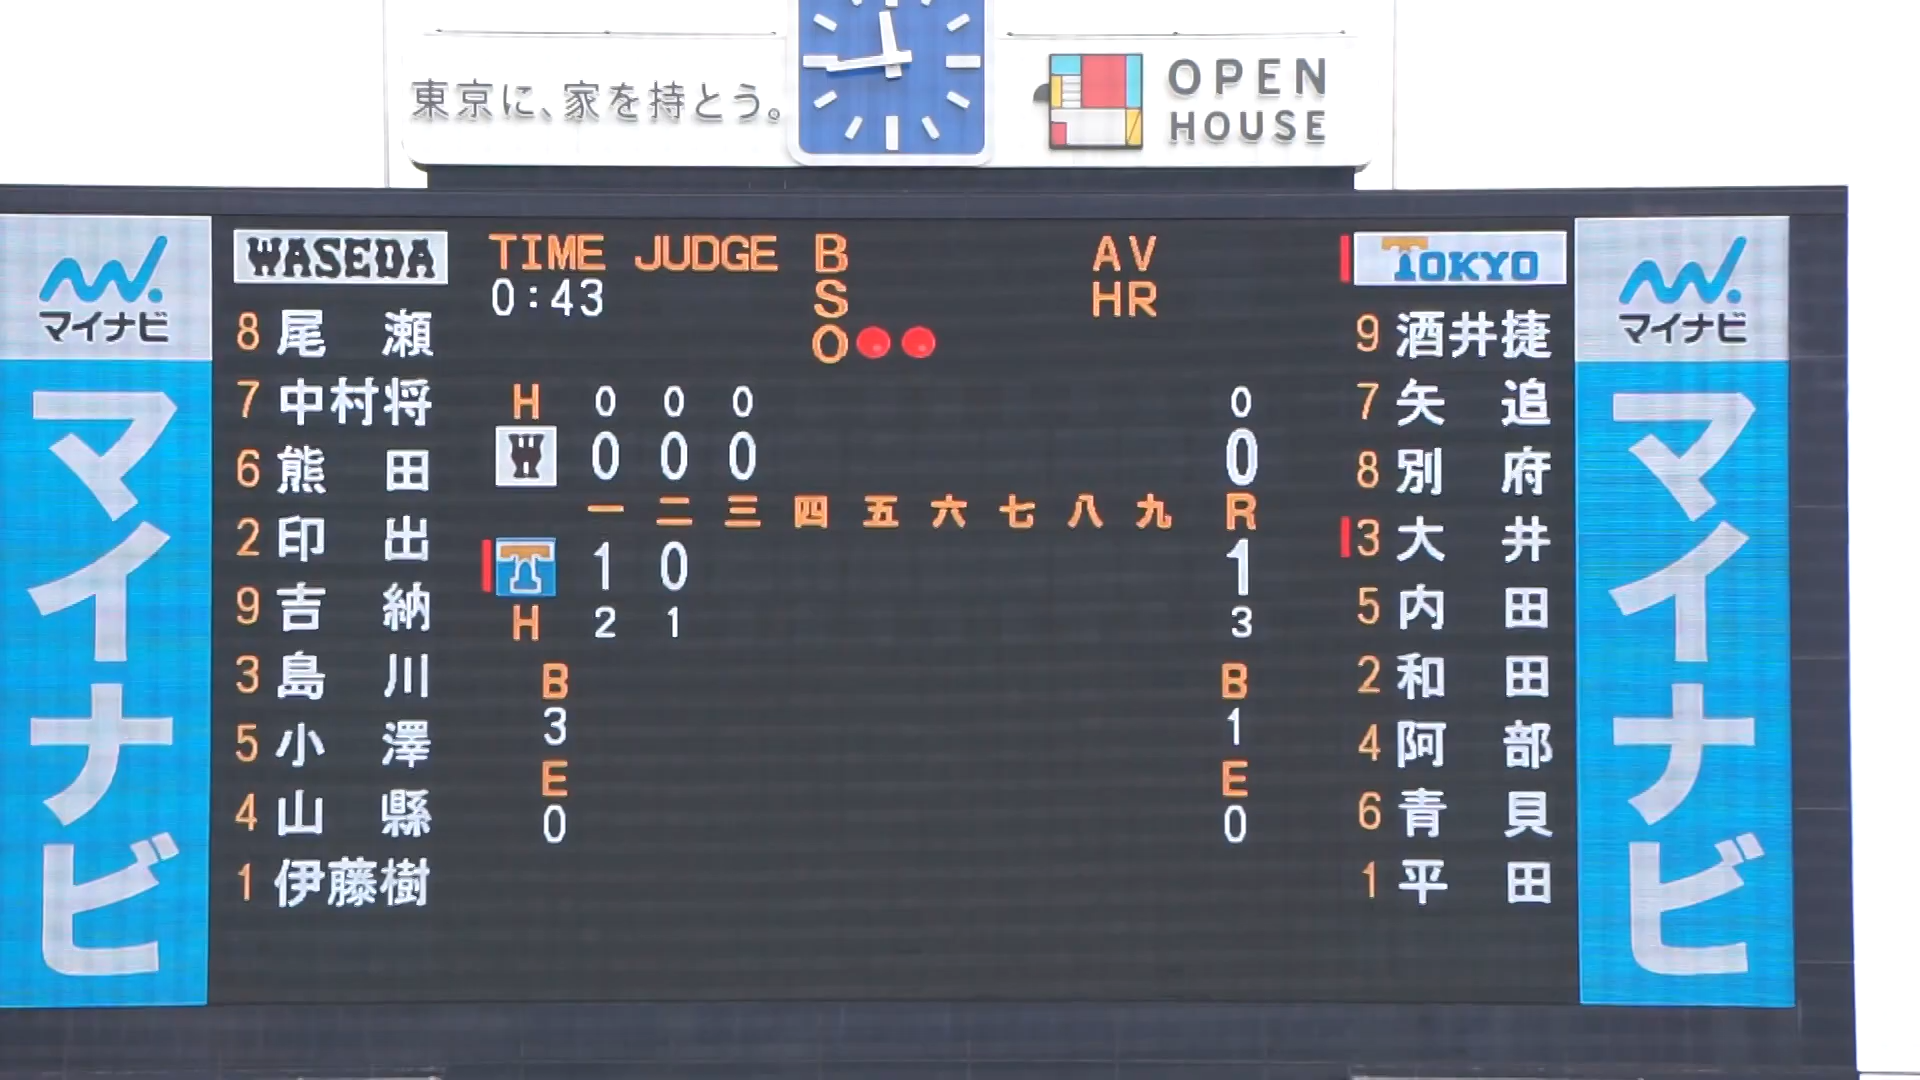 東京に、家を持とう。
OPEN
HOUSE
マイナビ
マイナビ
WASEDA
8 尾瀬
7 中村将
6 熊田
2 印出
9 吉納
3 島川
5 小澤
4 山縣
1 伊藤樹
TIME JUDGE
0:43
B
S
O
AV
HR
H 0 0 0 0
W 0 0 0 0
一 二 三 四 五 六 七 八 九 R
T 1 0 1
H 2 1 3
B B
3 1
E E
0 0
TOKYO
9 酒井捷
7 矢追
8 別府
3 大井
5 内田
2 和田
4 阿部
6 青貝
1 平田
マイナビ
マイナビ